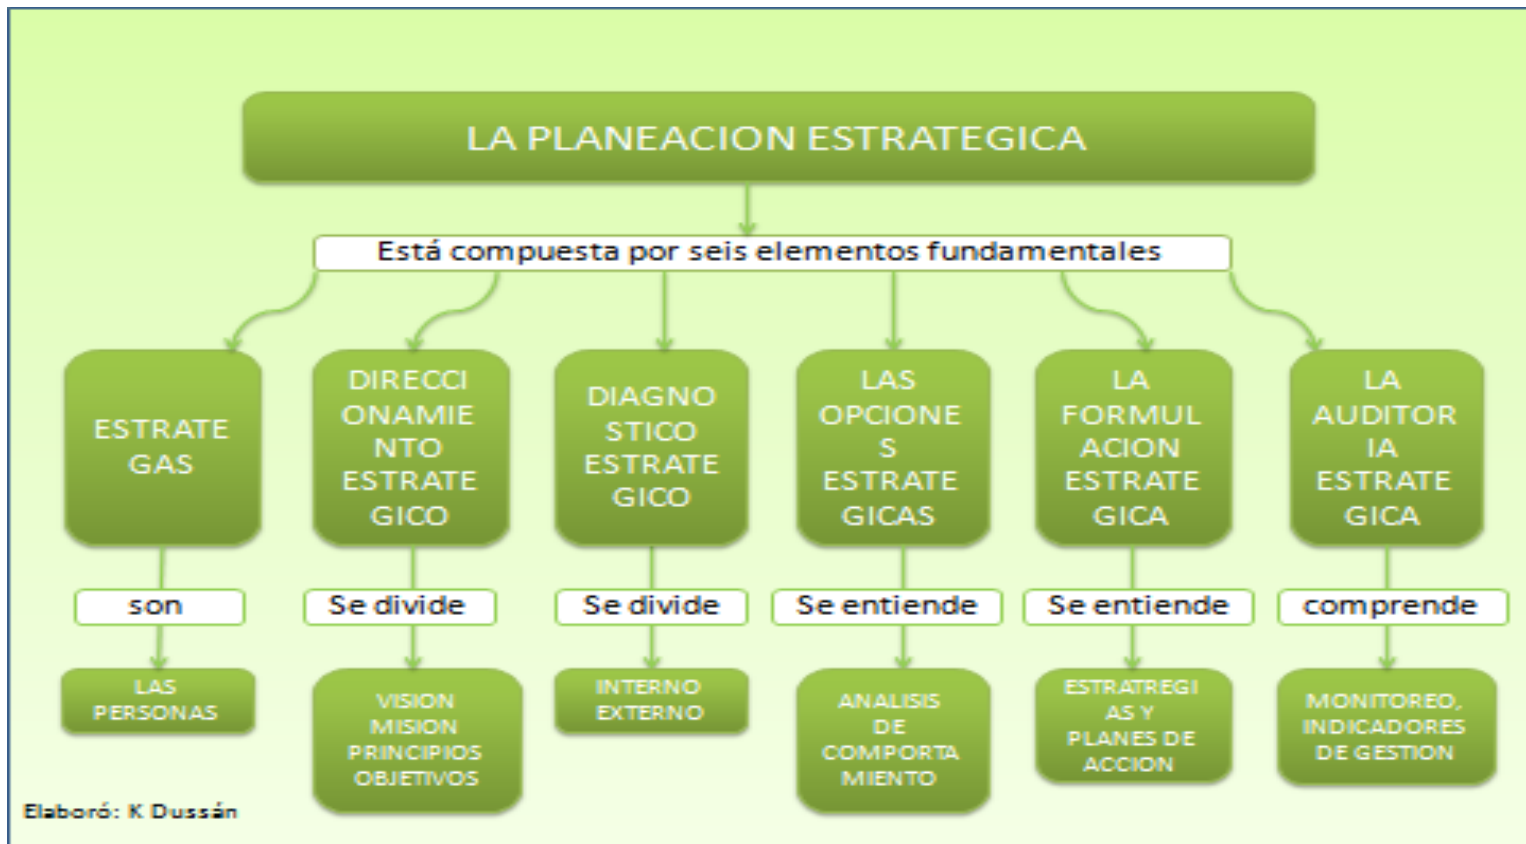 LA PLANEACION ESTRATEGICA
Está compuesta por seis elementos fundamentales
ESTRATE
GAS
DIRECCI
ONAMIE
NTO
ESTRATE
GICO
DIAGNO
STICO
ESTRATE
GICO
LAS
OPCIONE
S
ESTRATE
GICAS
LA
FORMUL
ACION
ESTRATE
GICA
LA
AUDITOR
IA
ESTRATE
GICA
son
Se divide
Se divide
Se entiende
Se entiende
comprende
LAS
PERSONAS
VISION
MISION
PRINCIPIOS
OBJETIVOS
INTERNO
EXTERNO
ANALISIS
DE
COMPORTA
MIENTO
ESTRATREGI
AS Y
PLANES DE
ACCION
MONITOREO,
INDICADORES
DE GESTION
Elaboró: K Dussán